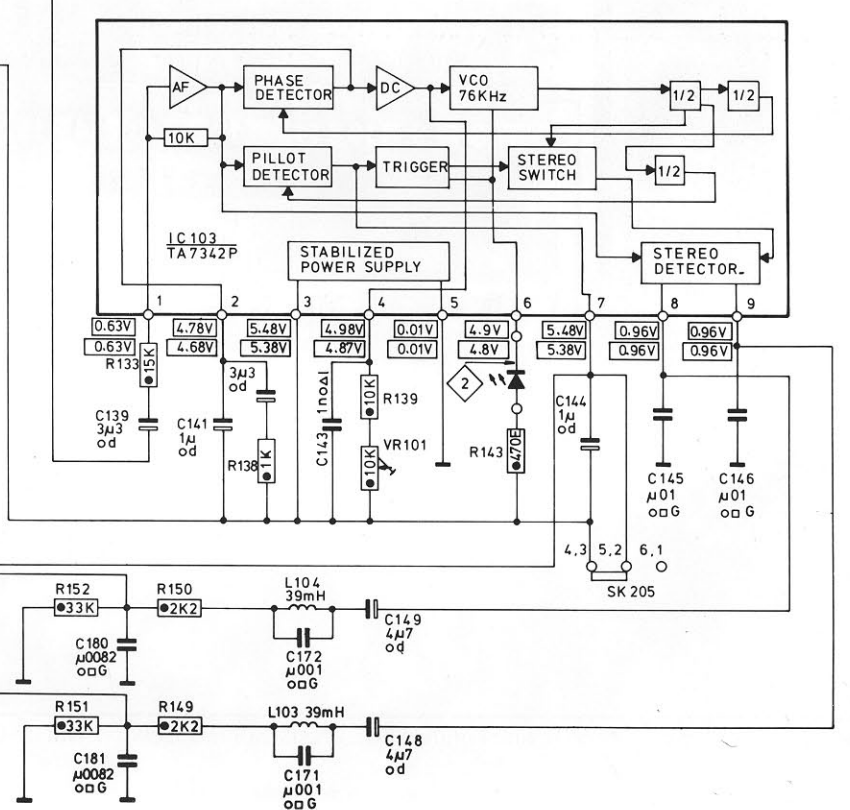 AF
PHASE
DETECTOR
DC
VCO
76KHz
1/2
1/2
10K
PILLOT
DETECTOR
TRIGGER
STEREO
SWITCH
1/2
IC103
TA7342P
STABILIZED
POWER SUPPLY
STEREO
DETECTOR
1 2 3 4 5 6 7 8 9
0.63V 4.78V 5.48V 4.98V 0.01V 4.9V 5.48V 0.96V 0.96V
0.63V 4.68V 5.38V 4.87V 0.01V 4.8V 5.38V 0.96V 0.96V
R133
15K
C139
3µ3
od
C141
1µ
od
3µ3
od
R138
1K
C143
1no
10K
R139
VR101
10K
2
R143
470E
C144
1µ
od
C145
µ01
o□G
C146
µ01
o□G
4,3 5,2 6,1
SK205
R152
33K
R150
2K2
L104
39mH
C149
4µ7
od
C180
µ0082
o□G
C172
µ001
o□G
R151
33K
R149
2K2
L103 39mH
C148
4µ7
od
C181
µ0082
o□G
C171
µ001
o□G